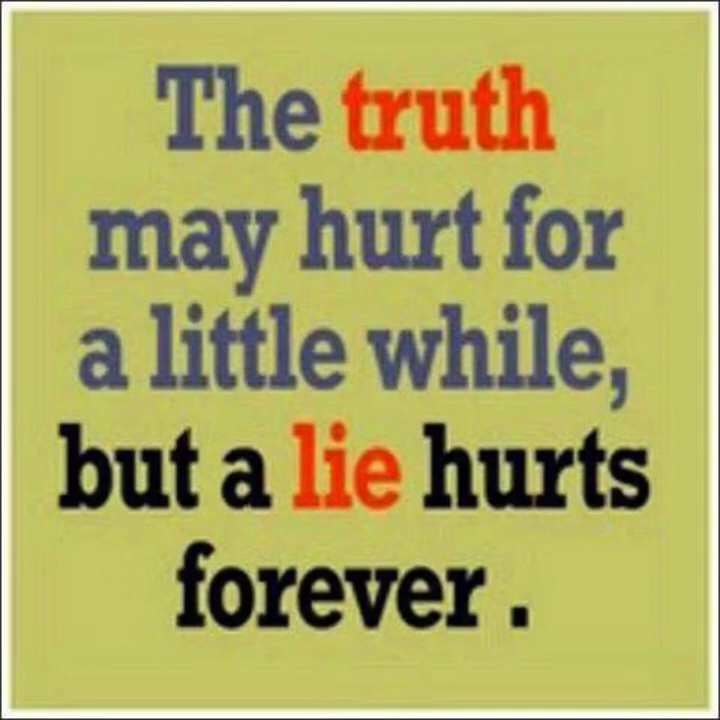 The truth
may hurt for
a little while,
but a lie hurts
forever .